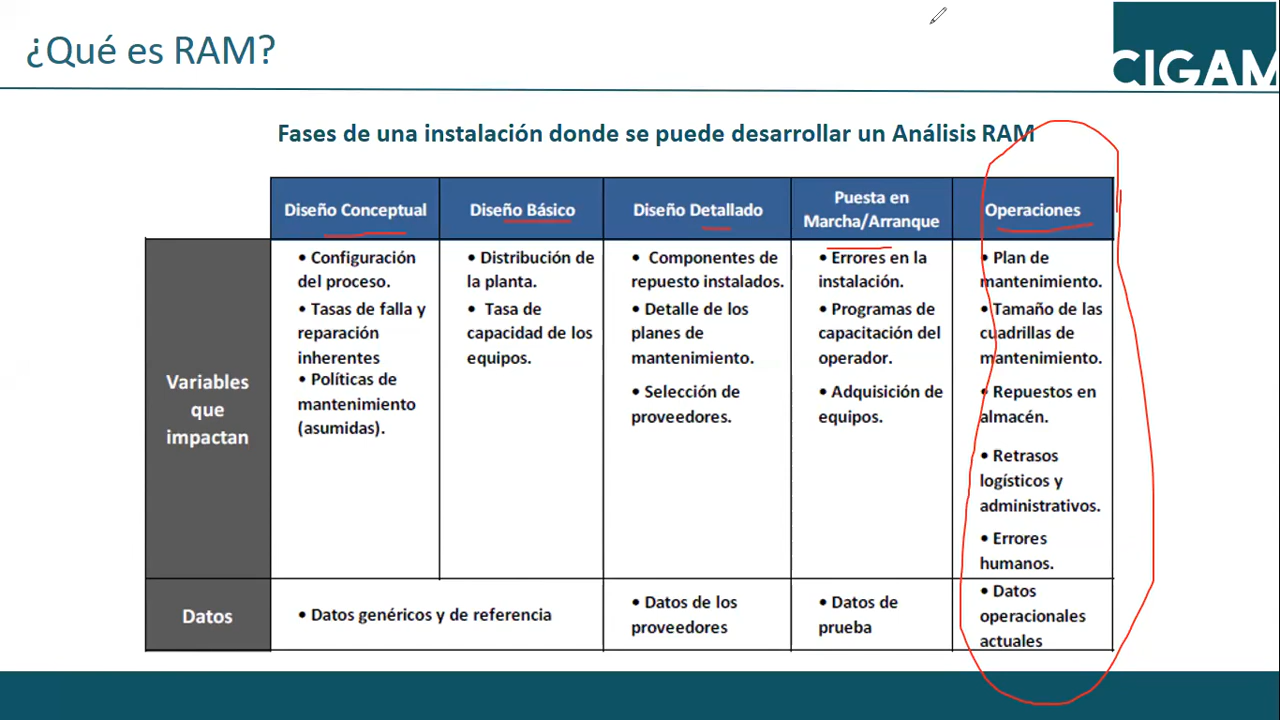 ¿Qué es RAM?
CIGAM
Fases de una instalación donde se puede desarrollar un Análisis RAM
Diseño Conceptual
Diseño Básico
Diseño Detallado
Puesta en
Marcha/Arranque
Operaciones
Variables
que
impactan
• Configuración
del proceso.
• Tasas de falla y
reparación
inherentes
• Políticas de
mantenimiento
(asumidas).
• Distribución de
la planta.
• Tasa de
capacidad de los
equipos.
• Componentes de
repuesto instalados.
• Detalle de los
planes de
mantenimiento.
• Selección de
proveedores.
• Errores en la
instalación.
• Programas de
capacitación del
operador.
• Adquisición de
equipos.
• Plan de
mantenimiento.
• Tamaño de las
cuadrillas de
mantenimiento.
• Repuestos en
almacén.
• Retrasos
logísticos y
administrativos.
• Errores
humanos.
Datos
• Datos genéricos y de referencia
• Datos de los
proveedores
• Datos de
prueba
• Datos
operacionales
actuales